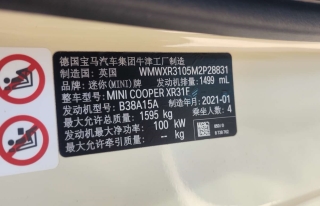 德国宝马汽车集团牛津工厂制造
制造国：英国 WMWXR3105M2P28831
品牌：迷你(MINI)牌 发动机排量：1499 mL
整车型号：MINI COOPER XR31F
发动机型号：B38A15A 制造年月：2021-01
最大允许总质量：1595 kg 乘坐人数：4
发动机最大净功率：100 kW
最大允许牵引质量： -- kg